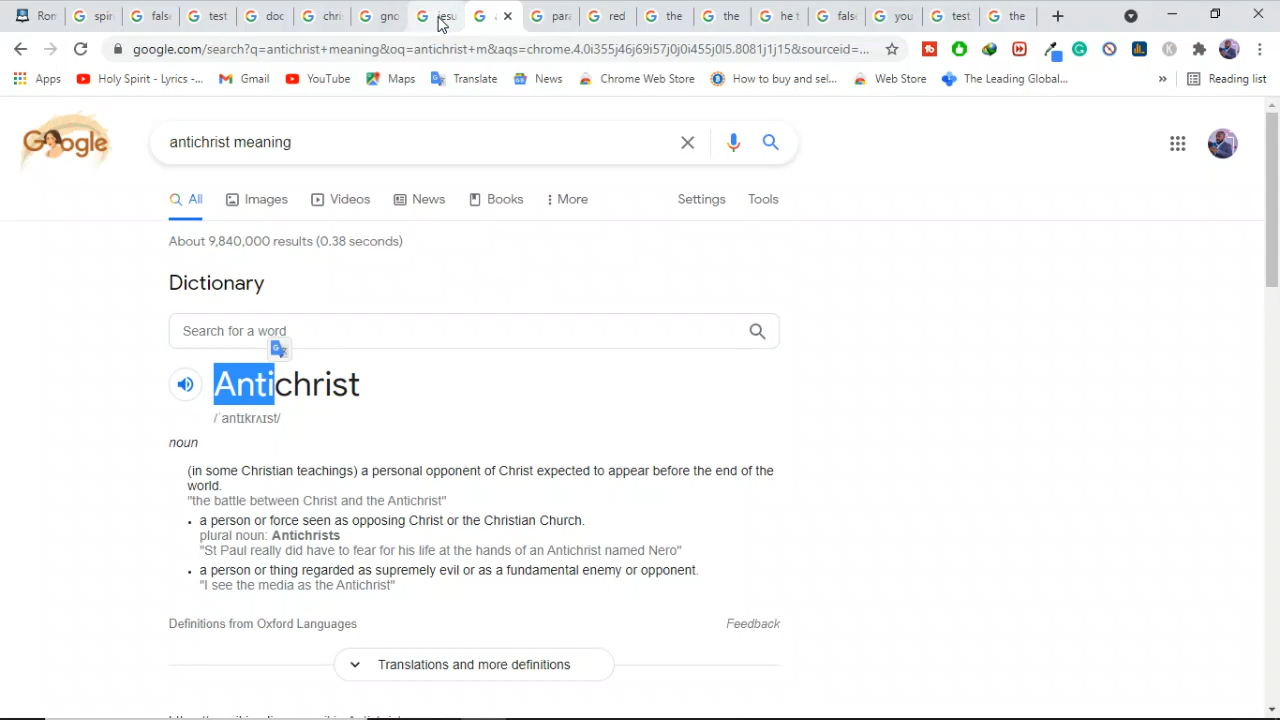 Ron
spiri
false
test
doc
chri
gno
jesu
a
para
red
the
the
he t
false
you
test
the
google.com/search?q=antichrist+meaning&oq=antichrist+m&aqs=chrome.4.0i355j46j69i57j0j0i455j0l5.8081j1j15&sourceid=...
Apps
Holy Spirit - Lyrics -...
Gmail
YouTube
Maps
Translate
News
Chrome Web Store
How to buy and sel...
Web Store
The Leading Global...
»
Reading list
Google
antichrist meaning
All
Images
Videos
News
Books
More
Settings
Tools
About 9,840,000 results (0.38 seconds)
Dictionary
Search for a word
Antichrist
/ˈantɪkrʌɪst/
noun
(in some Christian teachings) a personal opponent of Christ expected to appear before the end of the
world.
"the battle between Christ and the Antichrist"
• a person or force seen as opposing Christ or the Christian Church.
plural noun: Antichrists
"St Paul really did have to fear for his life at the hands of an Antichrist named Nero"
• a person or thing regarded as supremely evil or as a fundamental enemy or opponent.
"I see the media as the Antichrist"
Definitions from Oxford Languages
Feedback
Translations and more definitions